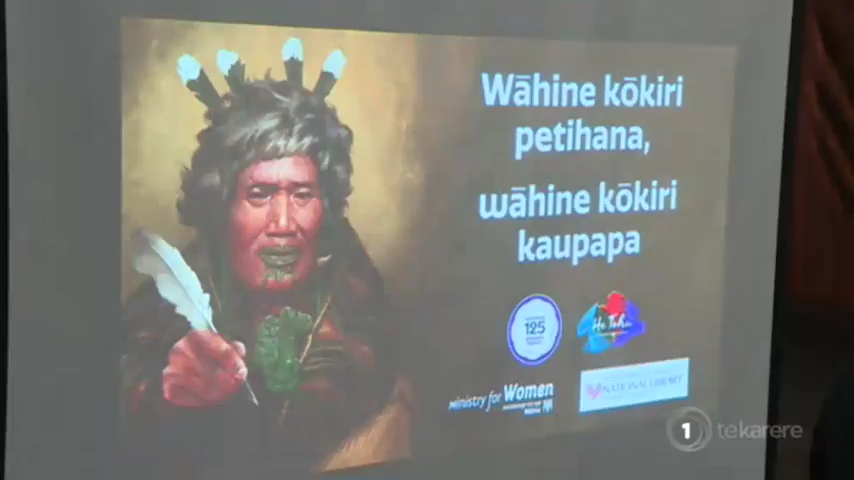 Wāhine kōkiri
petihana,
wāhine kōkiri
kaupapa
125
He Tohu
Ministry for Women
NATIONAL LIBRARY
1 tekarere